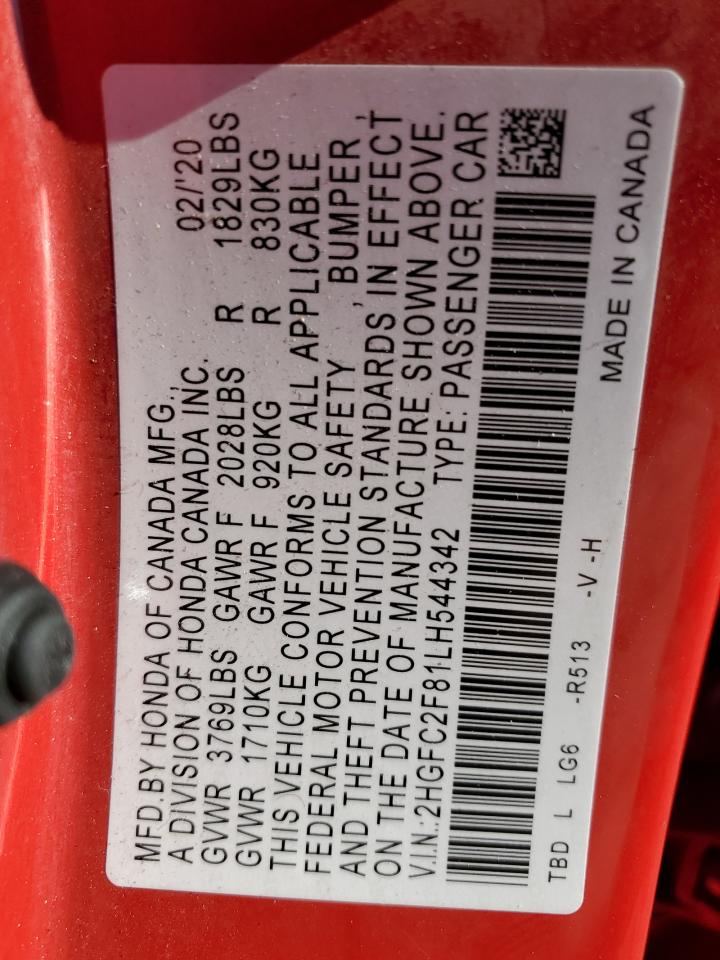 MFD.BY HONDA OF CANADA MFG.,
A DIVISION OF HONDA CANADA INC. 02/'20
GVWR 3769LBS GAWR F 2028LBS R 1829LBS
GVWR 1710KG GAWR F 920KG R 830KG
THIS VEHICLE CONFORMS TO ALL APPLICABLE
FEDERAL MOTOR VEHICLE SAFETY , BUMPER ,
AND THEFT PREVENTION STANDARDS IN EFFECT
ON THE DATE OF MANUFACTURE SHOWN ABOVE.
V.I.N.:2HGFC2F81LH544342 TYPE: PASSENGER CAR
TBD L LG6 -R513 -V -H MADE IN CANADA